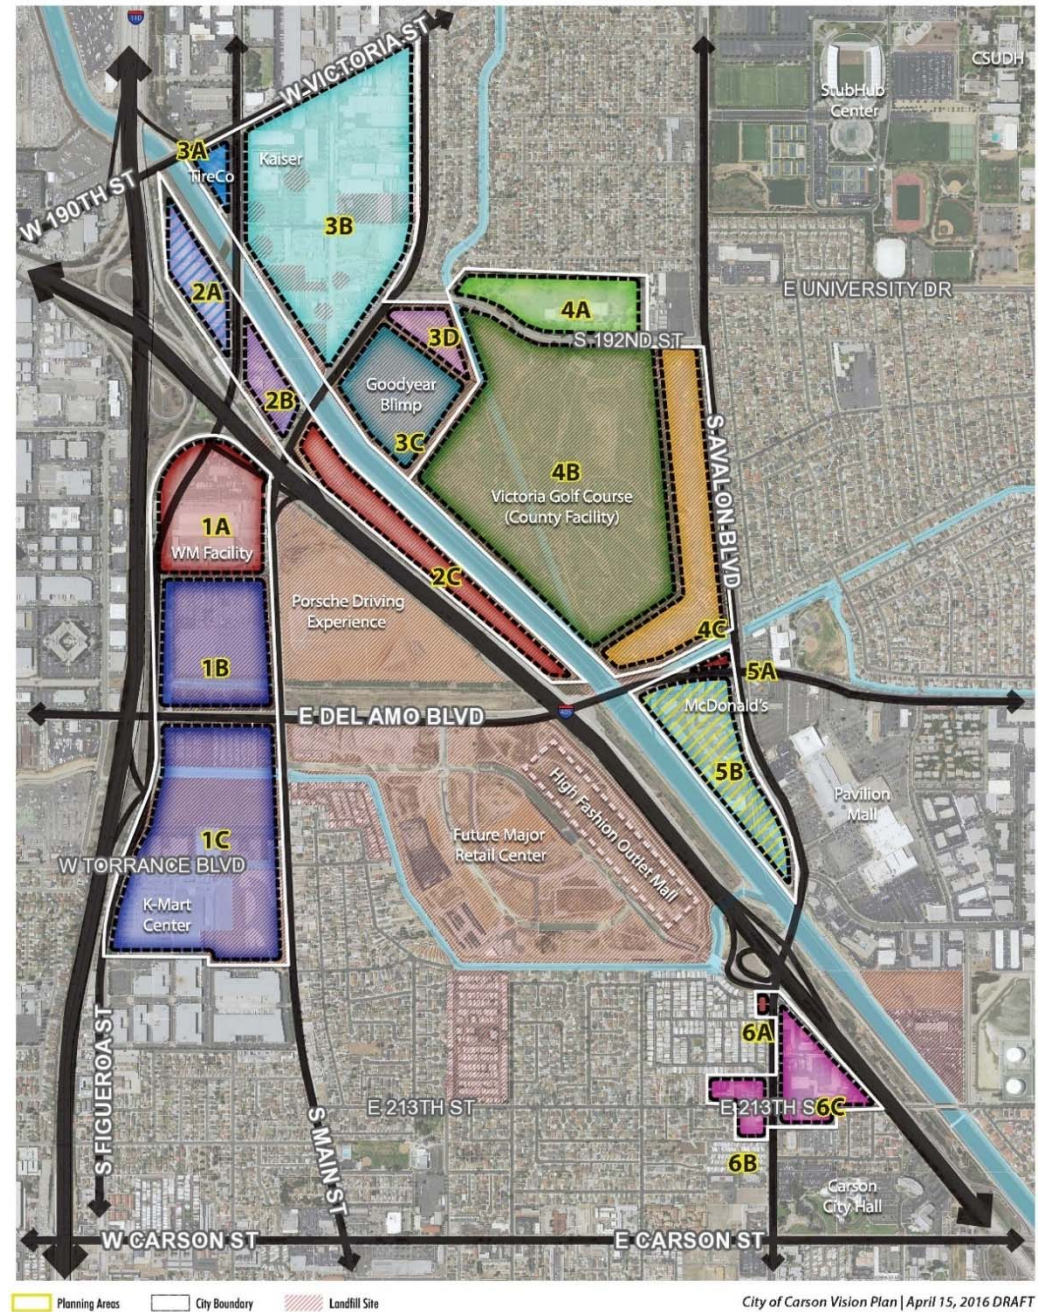 110
W VICTORIA ST
CSUDH
StubHub
Center
3A
TireCo
Kaiser
W 190TH ST
3B
2A
E UNIVERSITY DR
4A
3D
S 192ND ST
Goodyear
Blimp
2B
3C
4B
Victoria Golf Course
(County Facility)
S AVALON BLVD
1A
WM Facility
2C
Porsche Driving
Experience
4C
1B
5A
McDonald's
E DEL AMO BLVD
5B
High Fashion Outlet Mall
Pavilion
Mall
1C
Future Major
Retail Center
W TORRANCE BLVD
K-Mart
Center
6A
S FIGUEROA ST
E 213TH ST
E 213TH S
6C
S MAIN ST
6B
Carson
City Hall
W CARSON ST
E CARSON ST
Planning Areas
City Boundary
Landfill Site
City of Carson Vision Plan | April 15, 2016 DRAFT